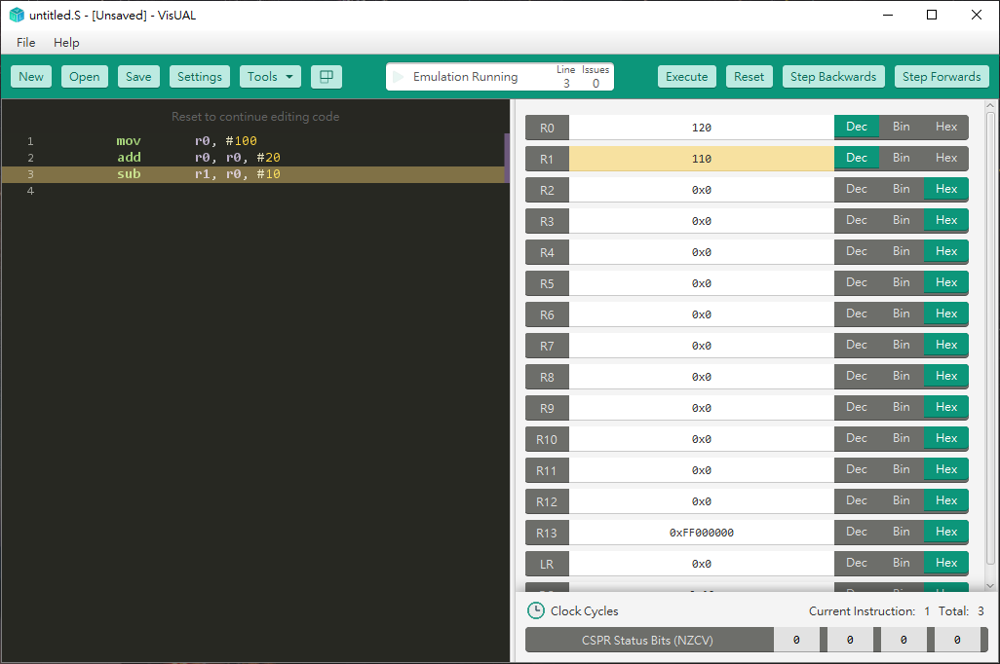 untitled.S - [Unsaved] - VisUAL
File Help
New Open Save Settings Tools Emulation Running Line 3 Issues 0 Execute Reset Step Backwards Step Forwards
Reset to continue editing code
1 mov r0, #100
2 add r0, r0, #20
3 sub r1, r0, #10
4
R0 120 Dec Bin Hex
R1 110 Dec Bin Hex
R2 0x0 Dec Bin Hex
R3 0x0 Dec Bin Hex
R4 0x0 Dec Bin Hex
R5 0x0 Dec Bin Hex
R6 0x0 Dec Bin Hex
R7 0x0 Dec Bin Hex
R8 0x0 Dec Bin Hex
R9 0x0 Dec Bin Hex
R10 0x0 Dec Bin Hex
R11 0x0 Dec Bin Hex
R12 0x0 Dec Bin Hex
R13 0xFF000000 Dec Bin Hex
LR 0x0 Dec Bin Hex
Clock Cycles Current Instruction: 1 Total: 3
CSPR Status Bits (NZCV) 0 0 0 0